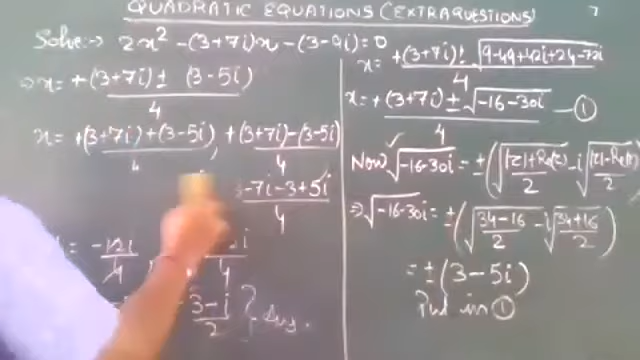 QUADRATIC EQUATIONS (EXTRAQUESTIONS)
Solve:→ 2x² -(3+7i)x -(3-9i)=0
⇒ x= +(3+7i) ± (3-5i)
4
x= +(3+7i)+(3-5i) , +(3+7i)-(3-5i)
4 4
-7i-3+5i
4
= -12i
4 4
3-i } Ans.
2
x= +(3+7i)± √9-49+42i+24-72i
4
x= +(3+7i) ± √-16-30i —①
4
Now √-16-30i = ±(√|z|+Re(z) -i√|z|-Re(z)
2 2
⇒ √-16-30i = ±(√34-16 -i√34+16)
2 2
= ±(3-5i)
Put in ①